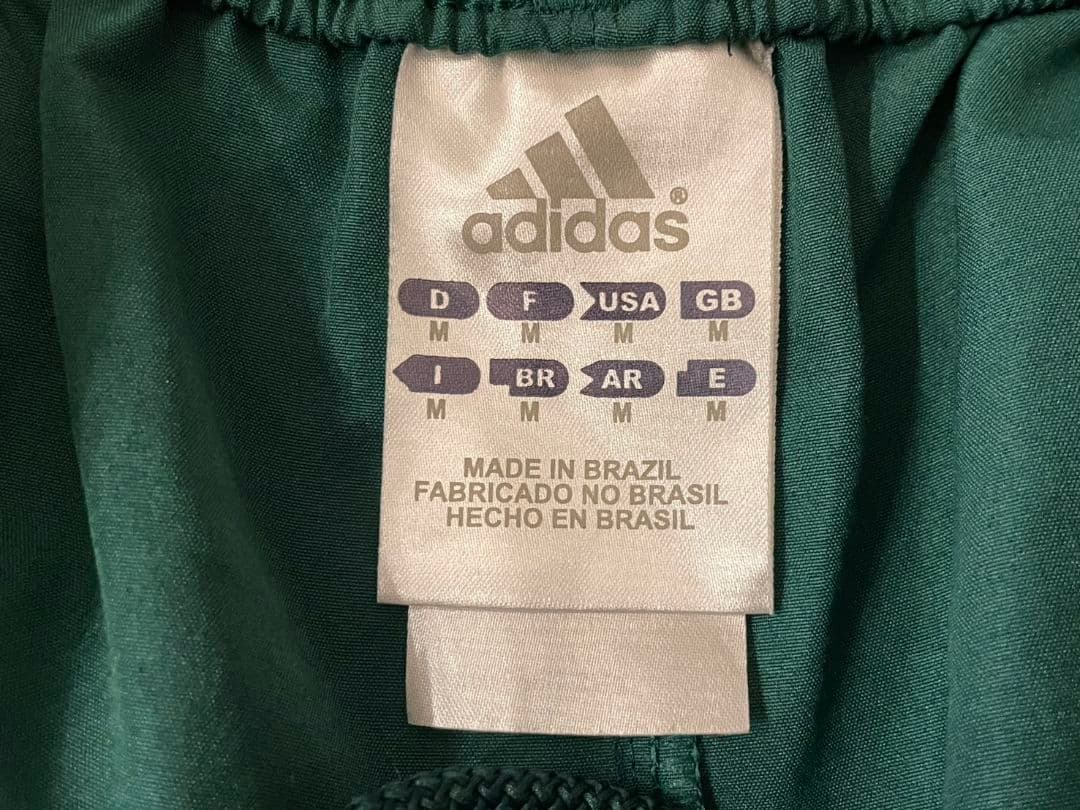 adidas®
D F USA GB
M M M M
I BR AR E
M M M M
MADE IN BRAZIL
FABRICADO NO BRASIL
HECHO EN BRASIL